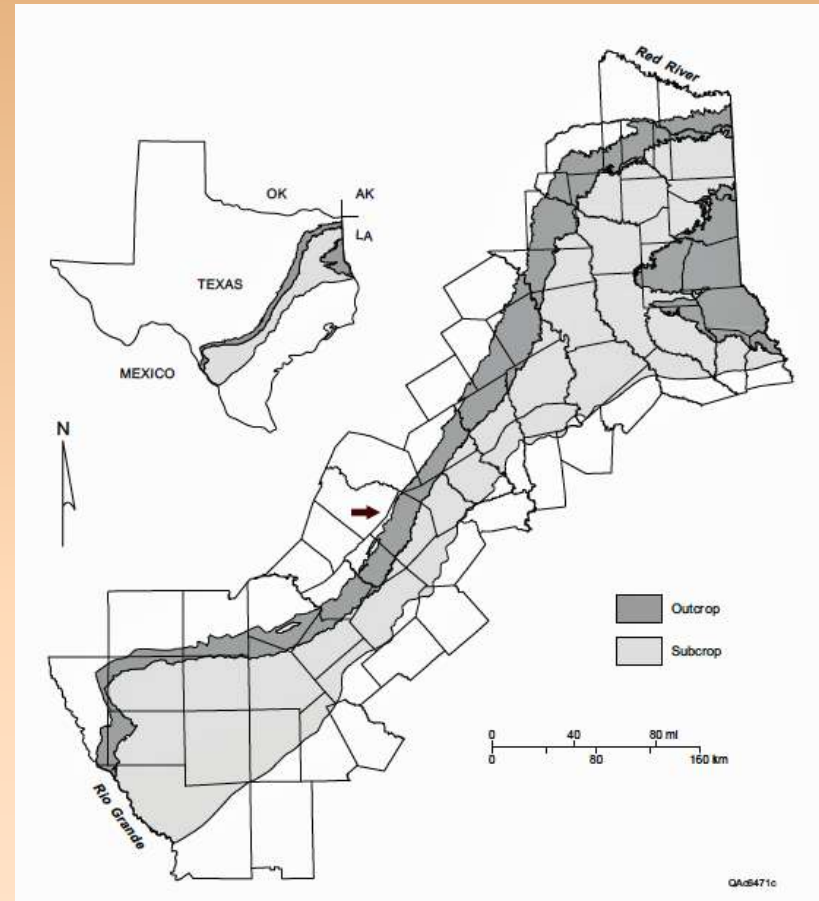 Red River
OK
AK
LA
TEXAS
MEXICO
N
Outcrop
Subcrop
0 40 80 mi
0 80 160 km
Rio Grande
QAc6471c